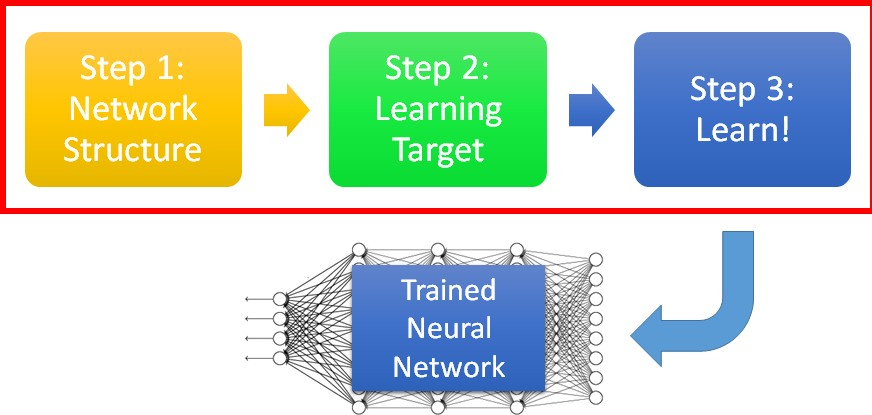 Step 1:
Network
Structure
Step 2:
Learning
Target
Step 3:
Learn!
Trained
Neural
Network